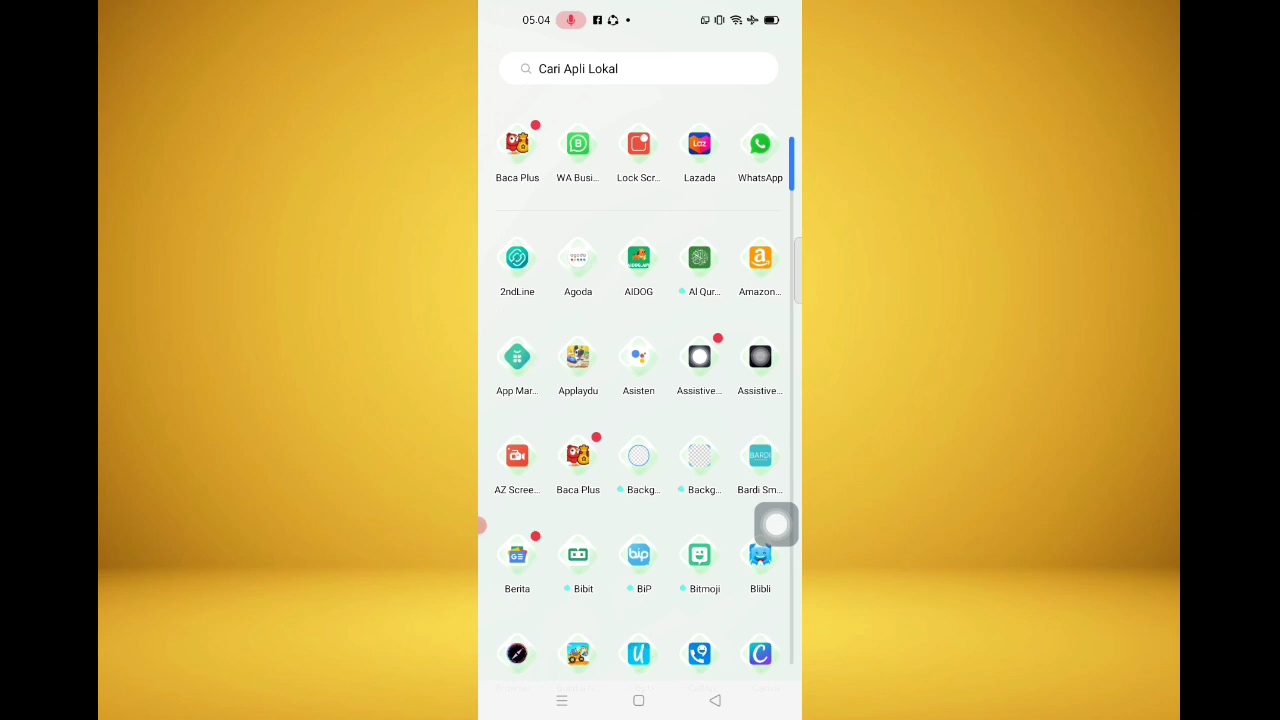 05.04
Cari Apli Lokal
Baca Plus WA Busi... Lock Scr... Lazada WhatsApp
2ndLine Agoda AIDOG Al Qur... Amazon...
App Mar... Applaydu Asisten Assistive... Assistive...
AZ Scree... Baca Plus Backg... Backg... Bardi Sm...
Berita Bibit BiP Bitmoji Blibli